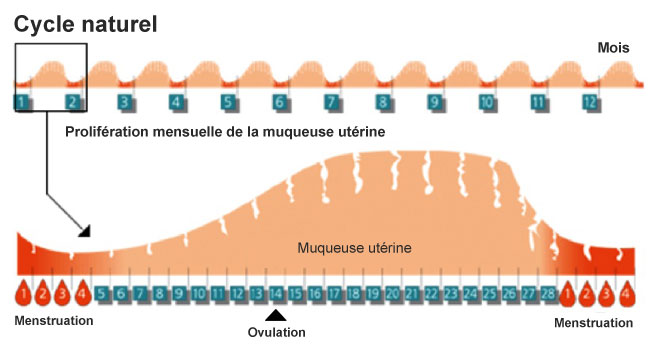 Cycle naturel
Mois
1 2 3 4 5 6 7 8 9 10 11 12
Prolifération mensuelle de la muqueuse utérine
Muqueuse utérine
1 2 3 4 5 6 7 8 9 10 11 12 13 14 15 16 17 18 19 20 21 22 23 24 25 26 27 28 1 2 3 4
Menstruation Ovulation Menstruation